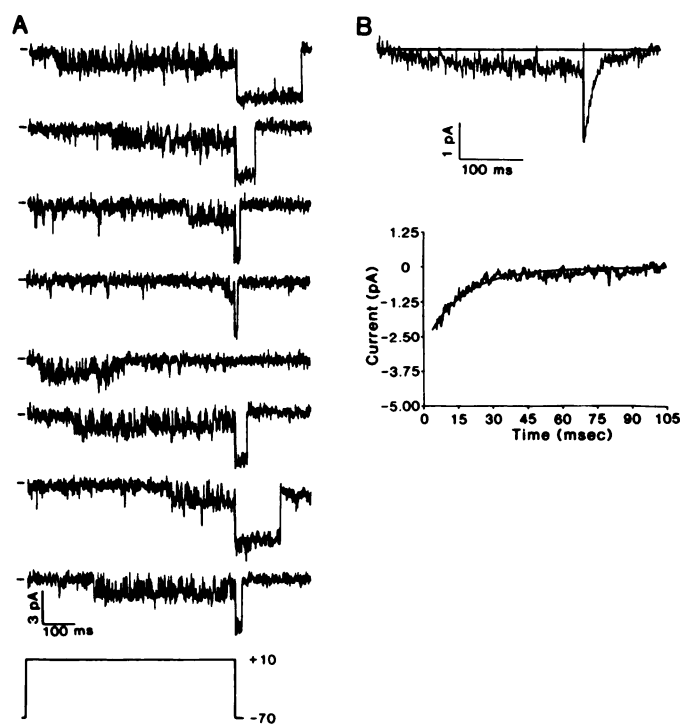 A
3 pA
100 ms
+10
-70
B
1 pA
100 ms
Current (pA)
1.25
0
-1.25
-2.50
-3.75
-5.00
0 15 30 45 60 75 90 105
Time (msec)